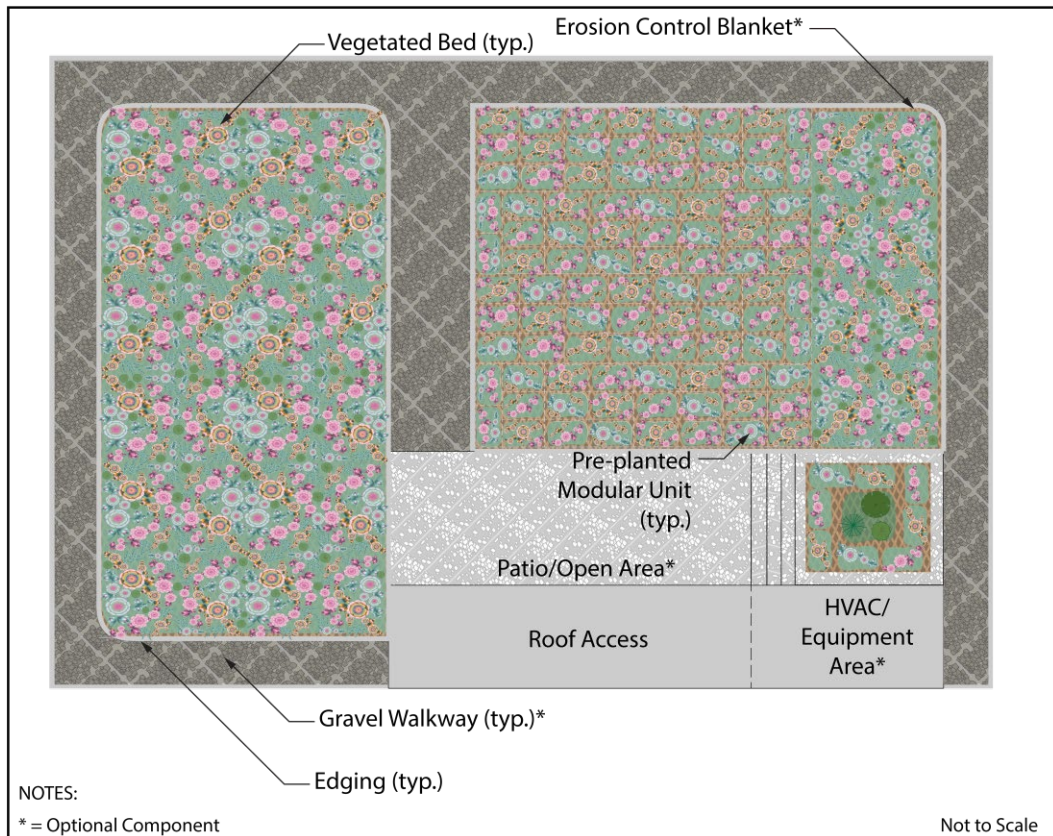 Vegetated Bed (typ.)
Erosion Control Blanket*
Pre-planted
Modular Unit
(typ.)
Patio/Open Area*
Roof Access
HVAC/
Equipment
Area*
Gravel Walkway (typ.)*
Edging (typ.)
NOTES:
* = Optional Component
Not to Scale